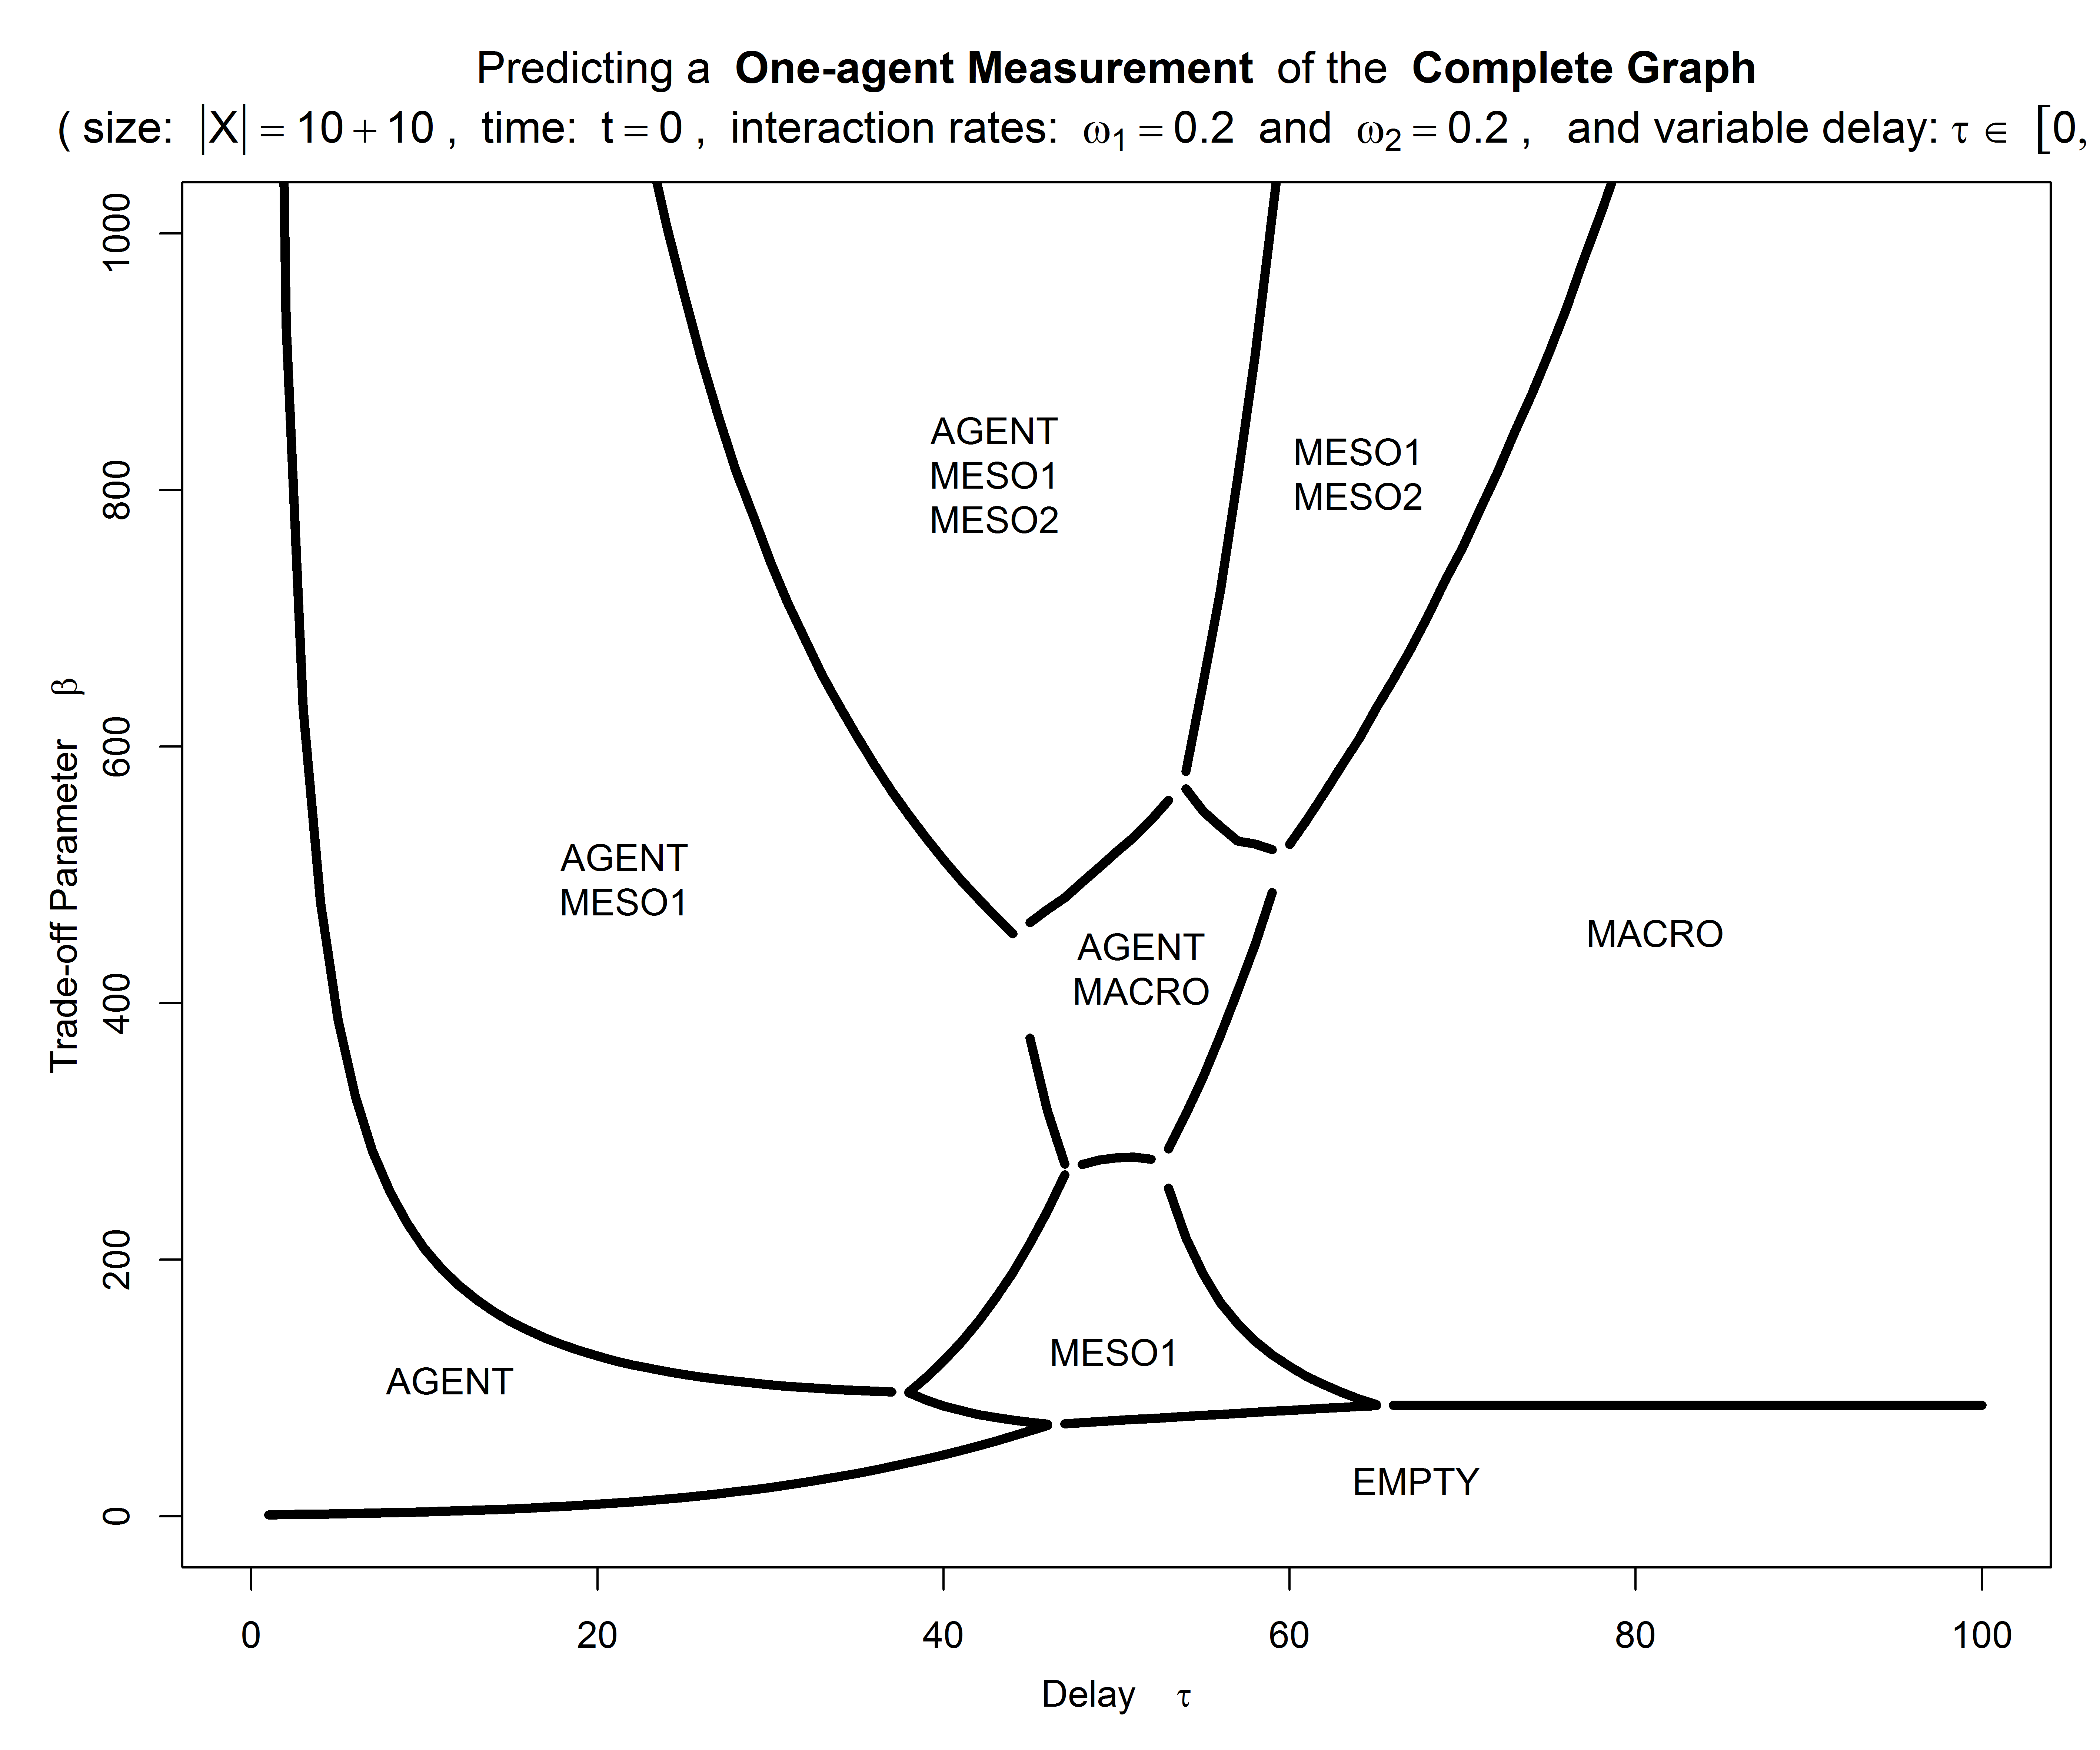 Predicting a One-agent Measurement of the Complete Graph
( size: |X| = 10 + 10 , time: t = 0 , interaction rates: ω1 = 0.2 and ω2 = 0.2 , and variable delay: τ ∈ [0,
1000
800
600
400
200
0
Trade-off Parameter β
AGENT
MESO1
MESO2
MESO1
MESO2
AGENT
MESO1
AGENT
MACRO
MACRO
MESO1
AGENT
EMPTY
0 20 40 60 80 100
Delay τ